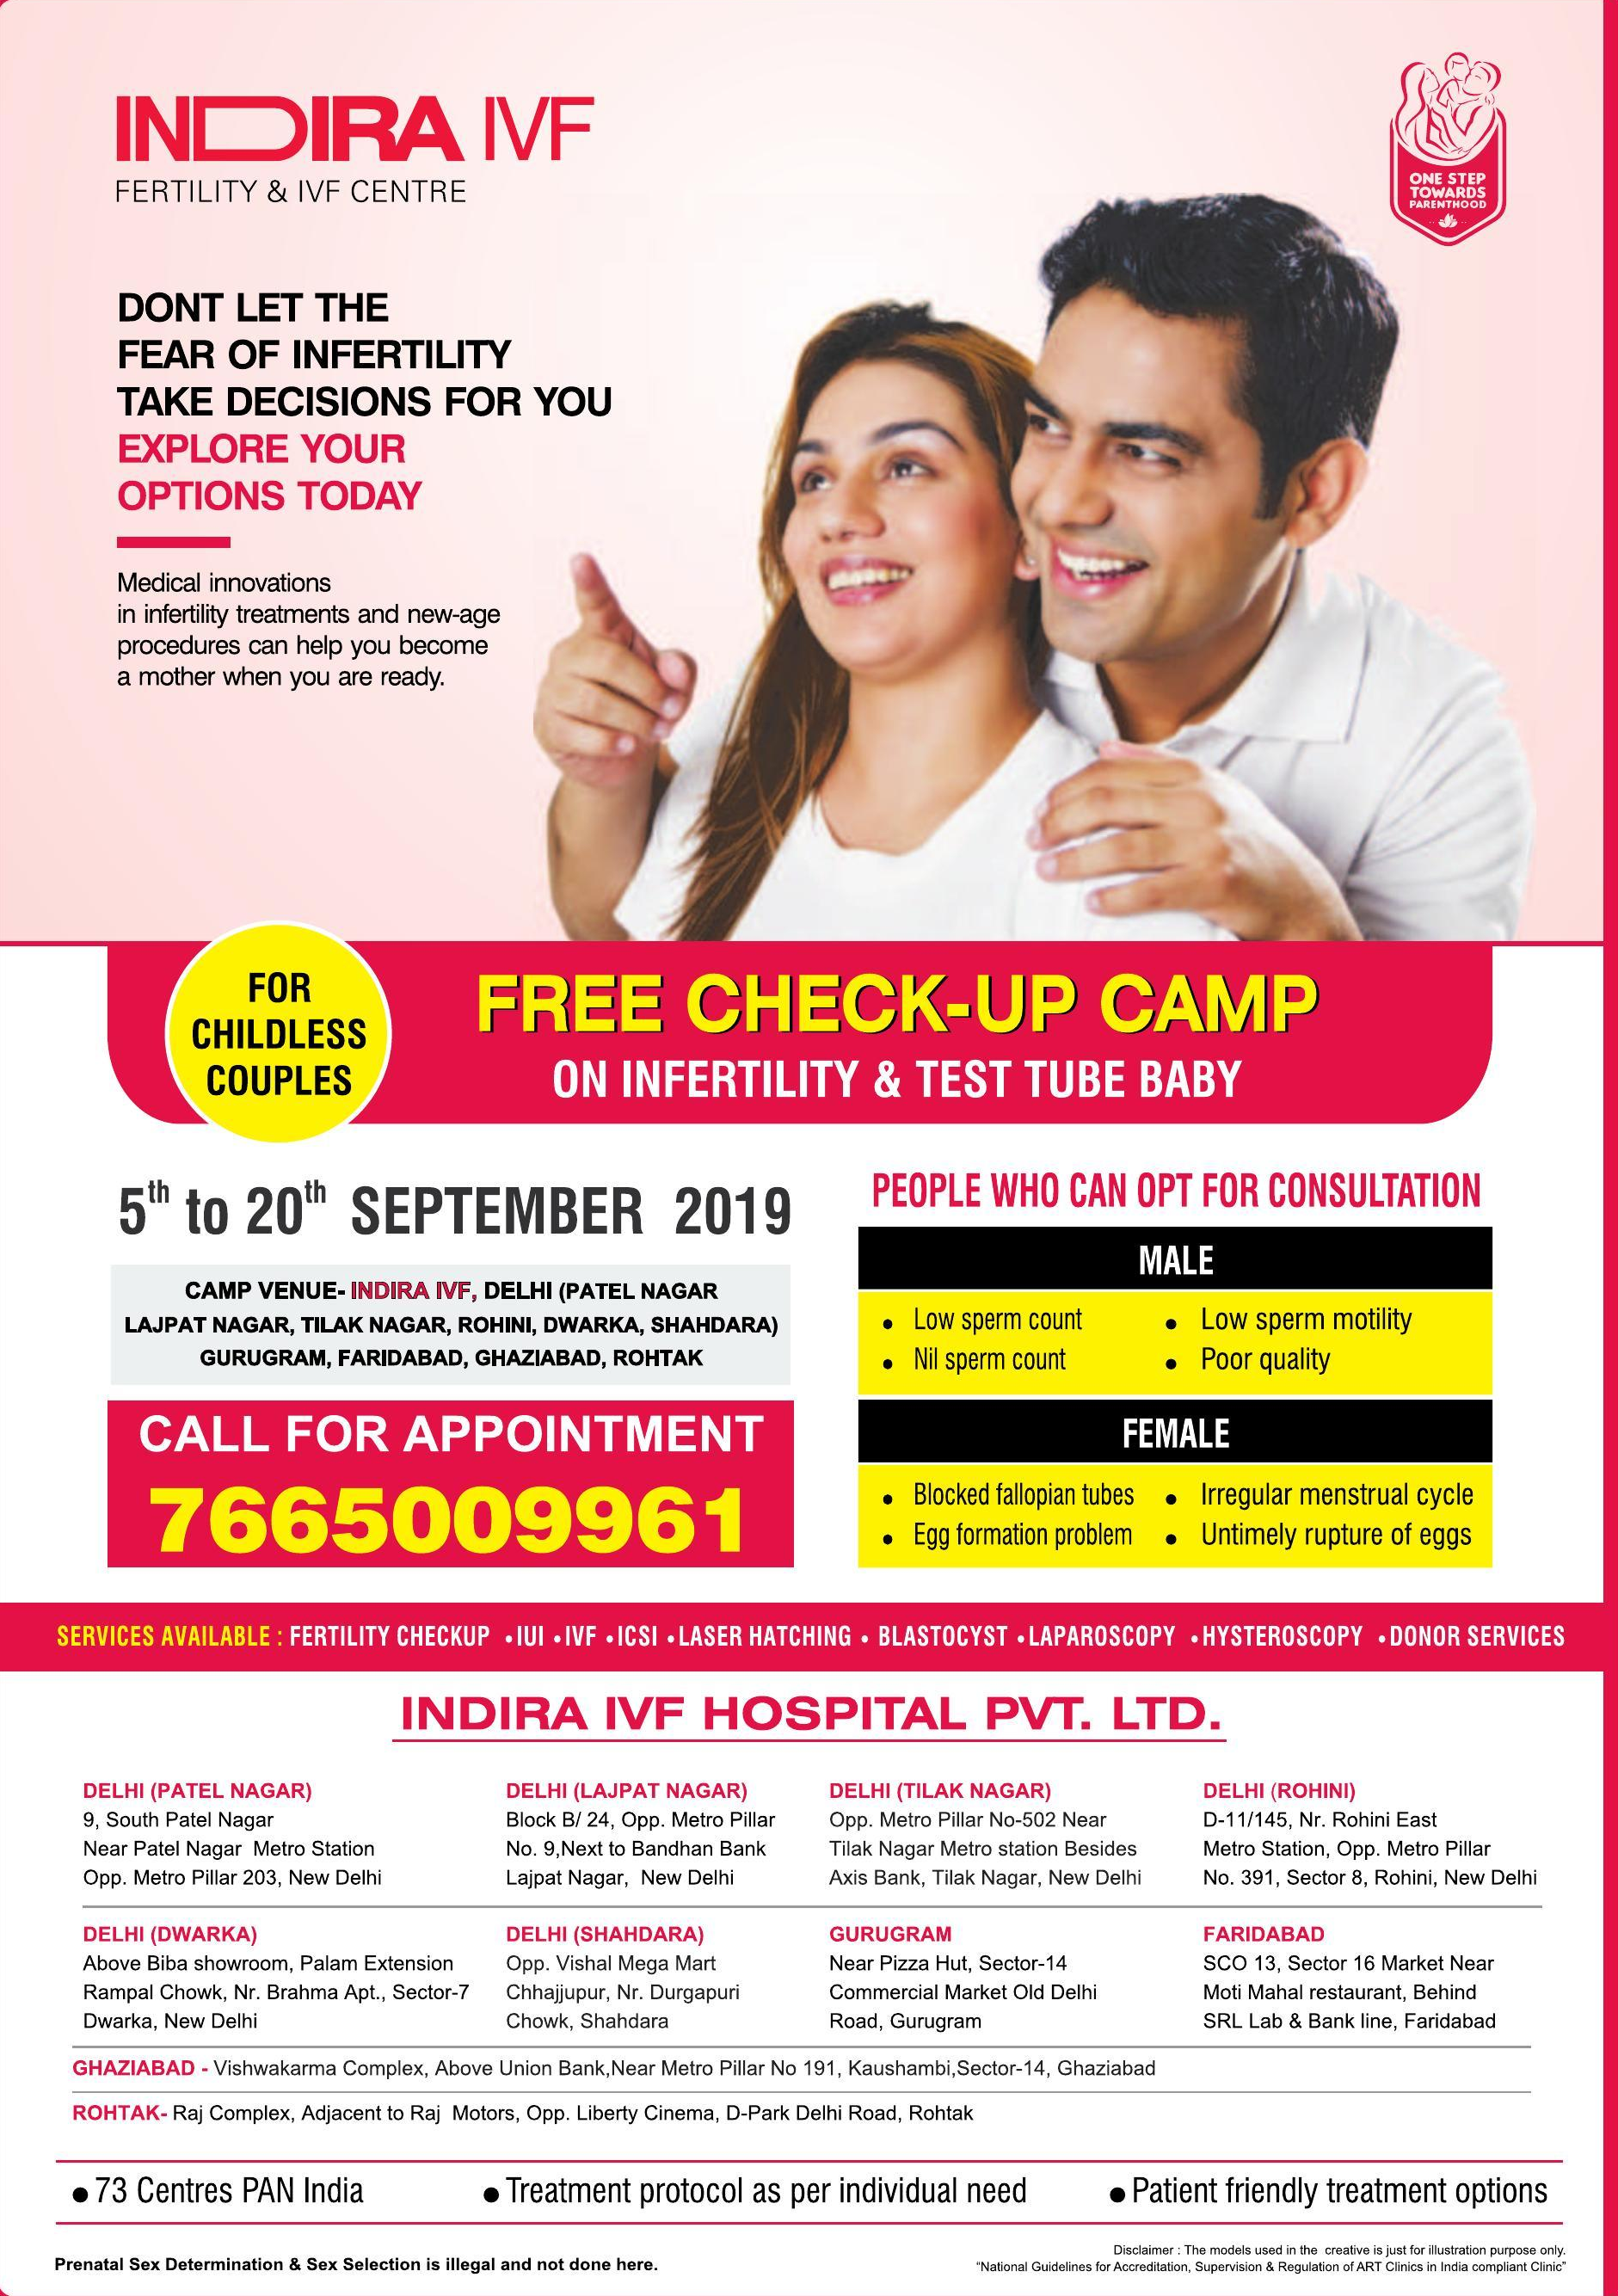 INDIRA IVF
FERTILITY & IVF CENTRE
ONE STEP
TOWARDS
PARENTHOOD
DONT LET THE
FEAR OF INFERTILITY
TAKE DECISIONS FOR YOU
EXPLORE YOUR
OPTIONS TODAY
Medical innovations
in infertility treatments and new-age
procedures can help you become
a mother when you are ready.
FOR
CHILDLESS
COUPLES
FREE CHECK-UP CAMP
ON INFERTILITY & TEST TUBE BABY
5th to 20th SEPTEMBER 2019
CAMP VENUE- INDIRA IVF, DELHI (PATEL NAGAR
LAJPAT NAGAR, TILAK NAGAR, ROHINI, DWARKA, SHAHDARA)
GURUGRAM, FARIDABAD, GHAZIABAD, ROHTAK
CALL FOR APPOINTMENT
7665009961
PEOPLE WHO CAN OPT FOR CONSULTATION
MALE
• Low sperm count • Low sperm motility
• Nil sperm count • Poor quality
FEMALE
• Blocked fallopian tubes • Irregular menstrual cycle
• Egg formation problem • Untimely rupture of eggs
SERVICES AVAILABLE : FERTILITY CHECKUP • IUI • IVF • ICSI • LASER HATCHING • BLASTOCYST • LAPAROSCOPY • HYSTEROSCOPY • DONOR SERVICES
INDIRA IVF HOSPITAL PVT. LTD.
DELHI (PATEL NAGAR)
9, South Patel Nagar
Near Patel Nagar Metro Station
Opp. Metro Pillar 203, New Delhi
DELHI (LAJPAT NAGAR)
Block B/ 24, Opp. Metro Pillar
No. 9,Next to Bandhan Bank
Lajpat Nagar, New Delhi
DELHI (TILAK NAGAR)
Opp. Metro Pillar No-502 Near
Tilak Nagar Metro station Besides
Axis Bank, Tilak Nagar, New Delhi
DELHI (ROHINI)
D-11/145, Nr. Rohini East
Metro Station, Opp. Metro Pillar
No. 391, Sector 8, Rohini, New Delhi
DELHI (DWARKA)
Above Biba showroom, Palam Extension
Rampal Chowk, Nr. Brahma Apt., Sector-7
Dwarka, New Delhi
DELHI (SHAHDARA)
Opp. Vishal Mega Mart
Chhajjupur, Nr. Durgapuri
Chowk, Shahdara
GURUGRAM
Near Pizza Hut, Sector-14
Commercial Market Old Delhi
Road, Gurugram
FARIDABAD
SCO 13, Sector 16 Market Near
Moti Mahal restaurant, Behind
SRL Lab & Bank line, Faridabad
GHAZIABAD - Vishwakarma Complex, Above Union Bank,Near Metro Pillar No 191, Kaushambi,Sector-14, Ghaziabad
ROHTAK- Raj Complex, Adjacent to Raj Motors, Opp. Liberty Cinema, D-Park Delhi Road, Rohtak
• 73 Centres PAN India • Treatment protocol as per individual need • Patient friendly treatment options
Prenatal Sex Determination & Sex Selection is illegal and not done here.
Disclaimer : The models used in the creative is just for illustration purpose only.
"National Guidelines for Accreditation, Supervision & Regulation of ART Clinics in India compliant Clinic"